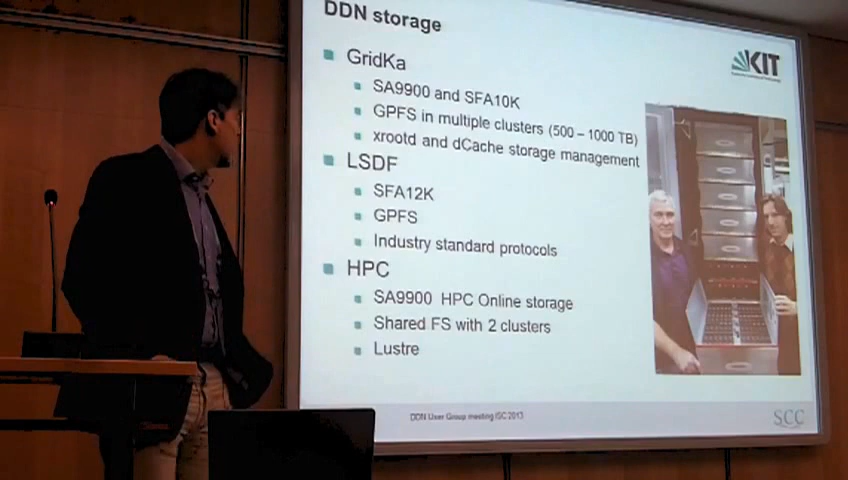 DDN storage
KIT
GridKa
SA9900 and SFA10K
GPFS in multiple clusters (500 – 1000 TB)
xrootd and dCache storage management
LSDF
SFA12K
GPFS
Industry standard protocols
HPC
SA9900 HPC Online storage
Shared FS with 2 clusters
Lustre
DDN User Group meeting ISC 2013
SCC